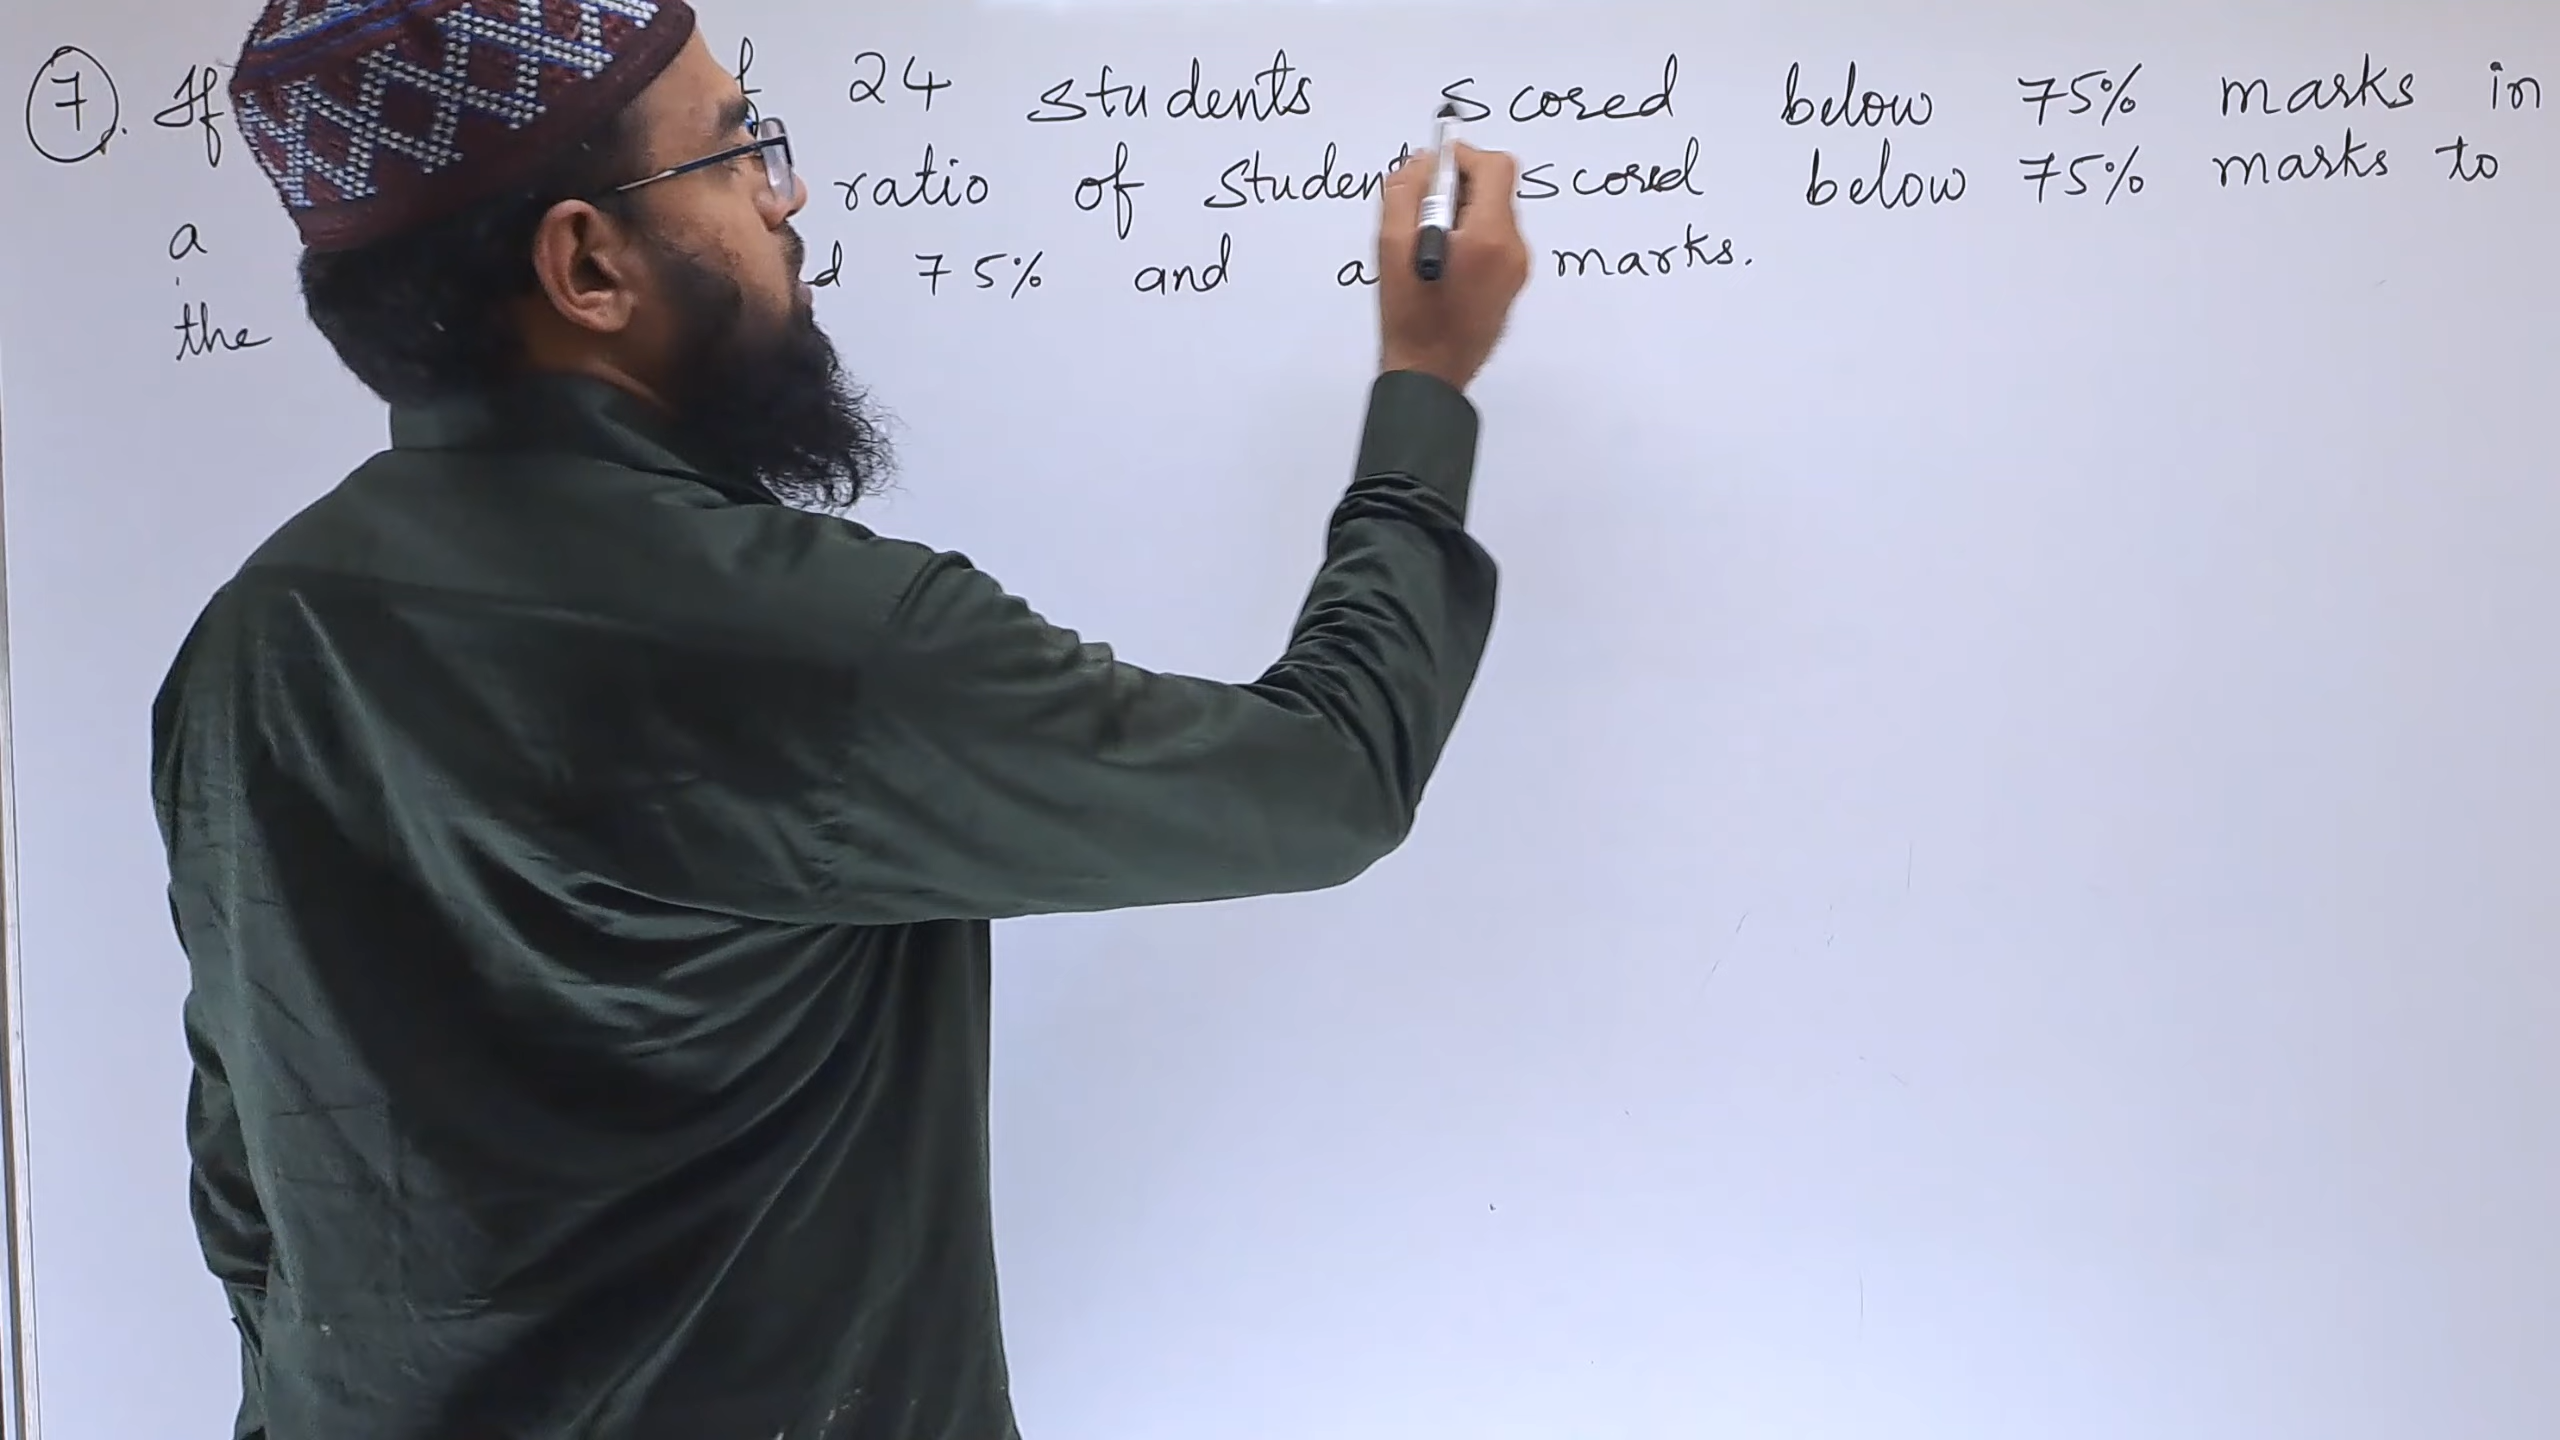 7. If 24 students scored below 75% marks in
a ratio of student scored below 75% marks to
the 75% and marks.